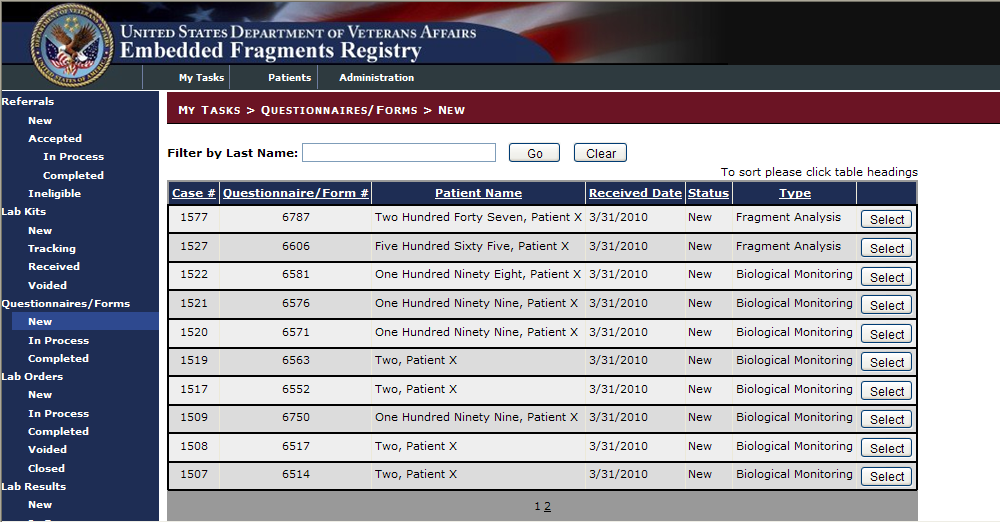 UNITED STATES DEPARTMENT OF VETERANS AFFAIRS
Embedded Fragments Registry
My Tasks Patients Administration
Referrals
New
Accepted
In Process
Completed
Ineligible
Lab Kits
New
Tracking
Received
Voided
Questionnaires/Forms
New
In Process
Completed
Lab Orders
New
In Process
Completed
Voided
Closed
Lab Results
New
MY TASKS > QUESTIONNAIRES/FORMS > NEW
Filter by Last Name: Go Clear
To sort please click table headings
Case # Questionnaire/Form # Patient Name Received Date Status Type
1577 6787 Two Hundred Forty Seven, Patient X 3/31/2010 New Fragment Analysis Select
1527 6606 Five Hundred Sixty Five, Patient X 3/31/2010 New Fragment Analysis Select
1522 6581 One Hundred Ninety Eight, Patient X 3/31/2010 New Biological Monitoring Select
1521 6576 One Hundred Ninety Nine, Patient X 3/31/2010 New Biological Monitoring Select
1520 6571 One Hundred Ninety Nine, Patient X 3/31/2010 New Biological Monitoring Select
1519 6563 Two, Patient X 3/31/2010 New Biological Monitoring Select
1517 6552 Two, Patient X 3/31/2010 New Biological Monitoring Select
1509 6750 One Hundred Ninety Nine, Patient X 3/31/2010 New Biological Monitoring Select
1508 6517 Two, Patient X 3/31/2010 New Biological Monitoring Select
1507 6514 Two, Patient X 3/31/2010 New Biological Monitoring Select
1 2